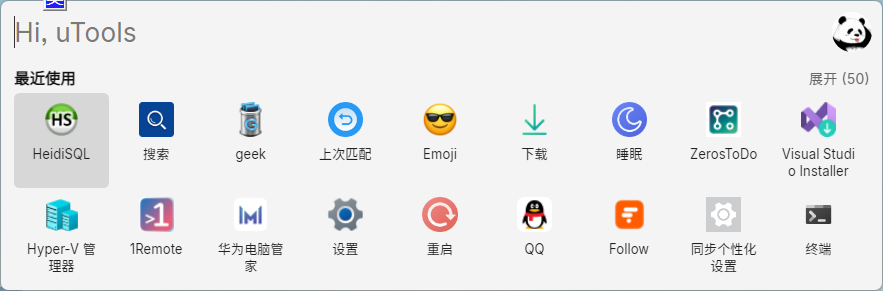 英
Hi, uTools
最近使用 展开 (50)
HS
HeidiSQL 搜索 geek 上次匹配 Emoji 下载 睡眠 ZerosToDo Visual Studi
o Installer
>1
Hyper-V 管 1Remote 华为电脑管 设置 重启 QQ Follow 同步个性化 终端
理器 家 设置